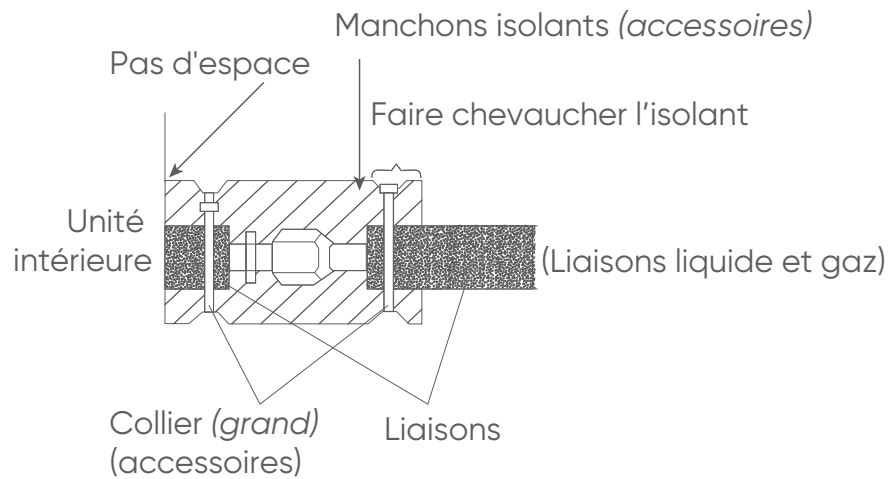 Manchons isolants (accessoires)
Pas d'espace
Faire chevaucher l’isolant
Unité
intérieure
(Liaisons liquide et gaz)
Collier (grand)
(accessoires)
Liaisons